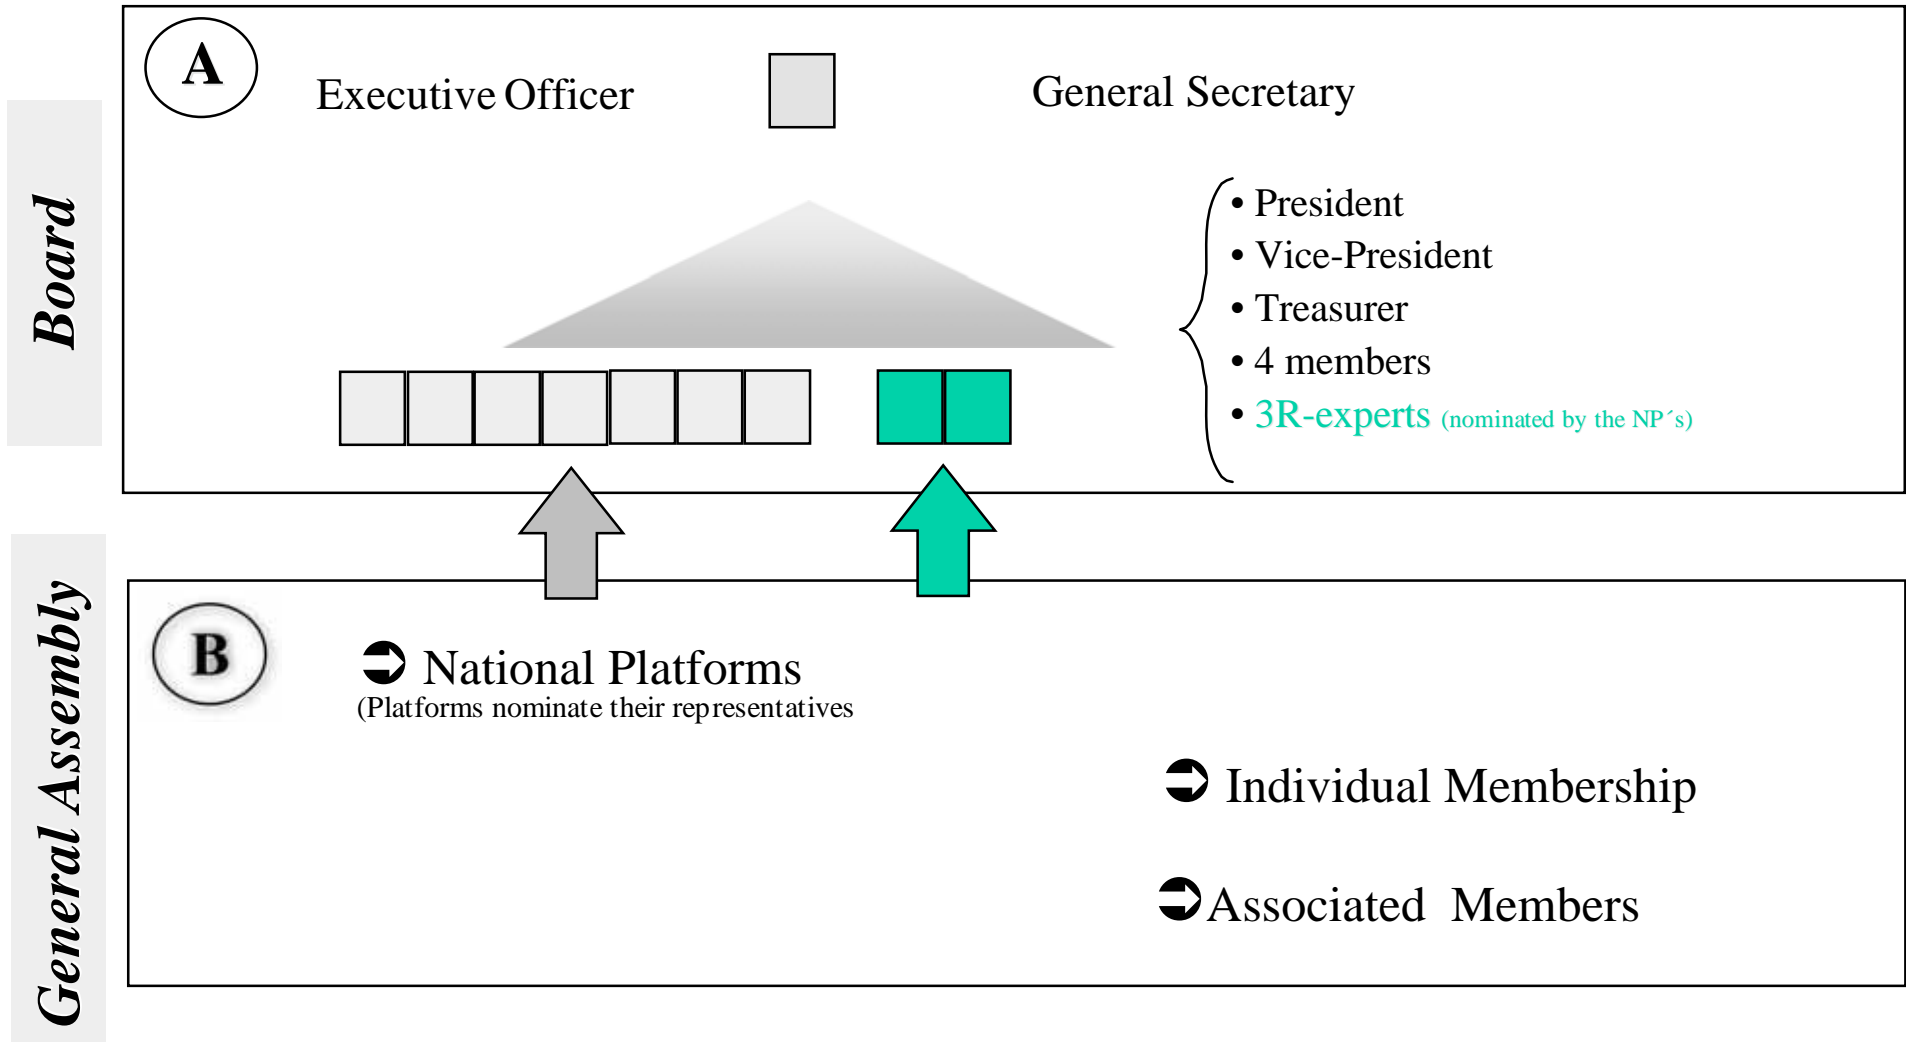 A
Executive Officer
General Secretary
Board
• President
• Vice-President
• Treasurer
• 4 members
• 3R-experts (nominated by the NP´s)
General Assembly
B
➲ National Platforms
(Platforms nominate their representatives
➲ Individual Membership
➲Associated Members